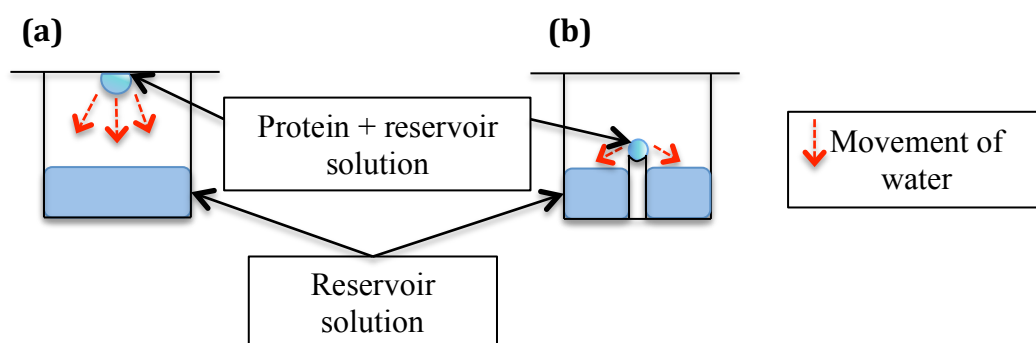 (a)
(b)
Protein + reservoir
solution
Movement of
water
Reservoir
solution